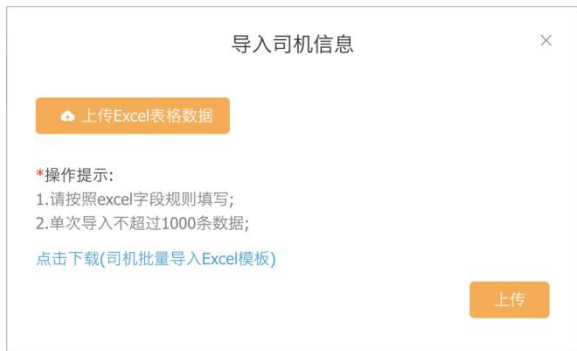 导入司机信息
上传Excel表格数据
*操作提示:
1.请按照excel字段规则填写;
2.单次导入不超过1000条数据;
点击下载(司机批量导入Excel模板)
上传